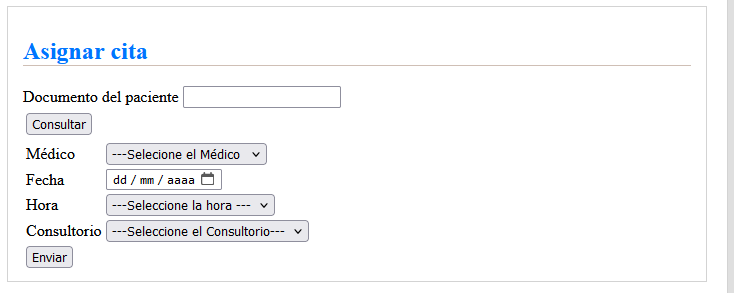 Asignar cita
Documento del paciente
Consultar
Médico ---Selecione el Médico
Fecha dd / mm / aaaa
Hora ---Seleccione la hora ---
Consultorio ---Seleccione el Consultorio---
Enviar